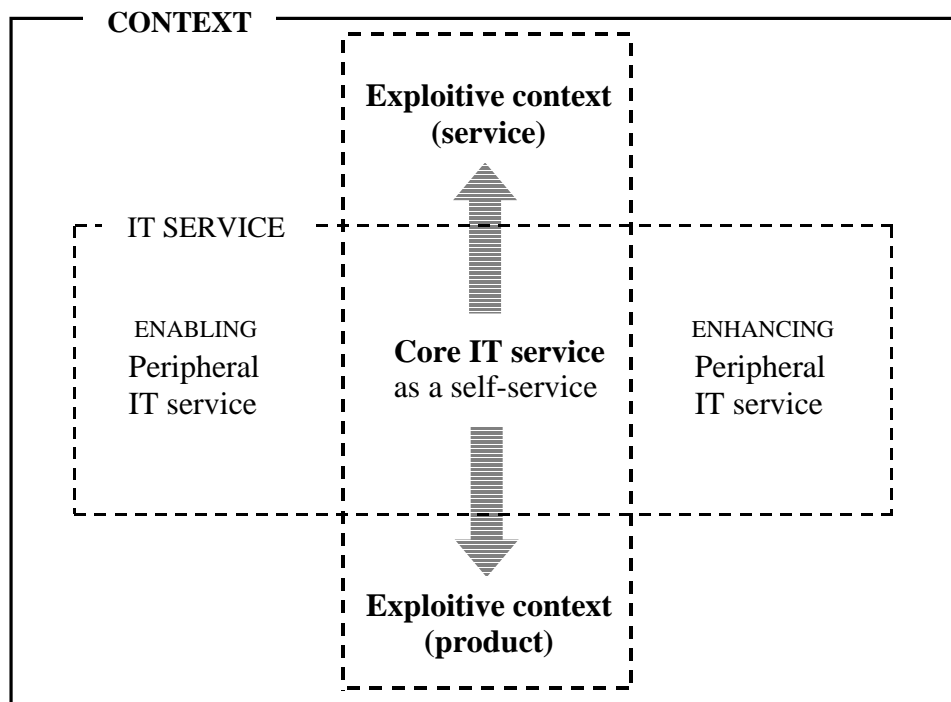 CONTEXT
Exploitive context
(service)
IT SERVICE
ENABLING
Peripheral
IT service
Core IT service
as a self-service
ENHANCING
Peripheral
IT service
Exploitive context
(product)